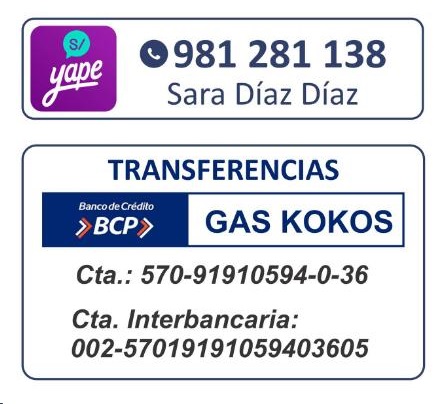 S/
yape
981 281 138
Sara Díaz Díaz
TRANSFERENCIAS
Banco de Crédito
BCP
GAS KOKOS
Cta.: 570-91910594-0-36
Cta. Interbancaria:
002-57019191059403605